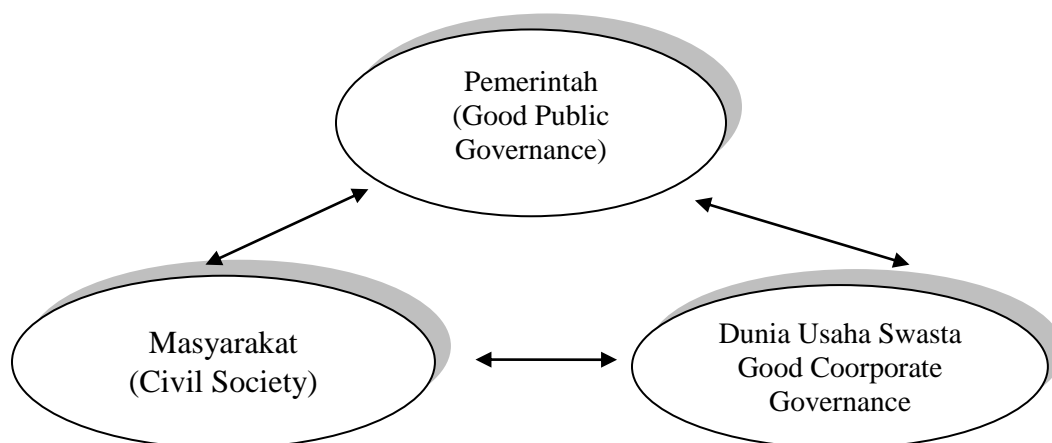 Pemerintah
(Good Public
Governance)
Masyarakat
(Civil Society)
Dunia Usaha Swasta
Good Coorporate
Governance